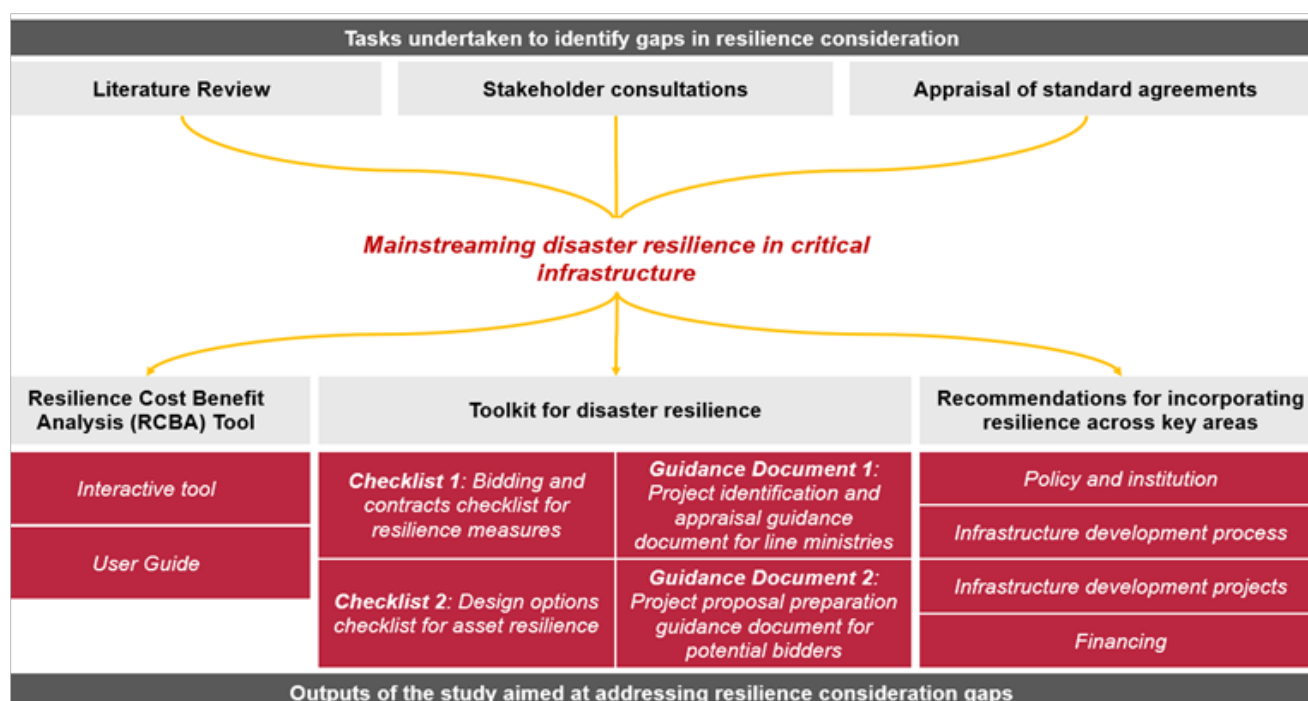 Tasks undertaken to identify gaps in resilience consideration
Literature Review
Stakeholder consultations
Appraisal of standard agreements
Mainstreaming disaster resilience in critical
infrastructure
Resilience Cost Benefit
Analysis (RCBA) Tool
Interactive tool
User Guide
Toolkit for disaster resilience
Checklist 1: Bidding and
contracts checklist for
resilience measures
Guidance Document 1:
Project identification and
appraisal guidance
document for line ministries
Checklist 2: Design options
checklist for asset resilience
Guidance Document 2:
Project proposal preparation
guidance document for
potential bidders
Recommendations for incorporating
resilience across key areas
Policy and institution
Infrastructure development process
Infrastructure development projects
Financing
Outputs of the study aimed at addressing resilience consideration gaps